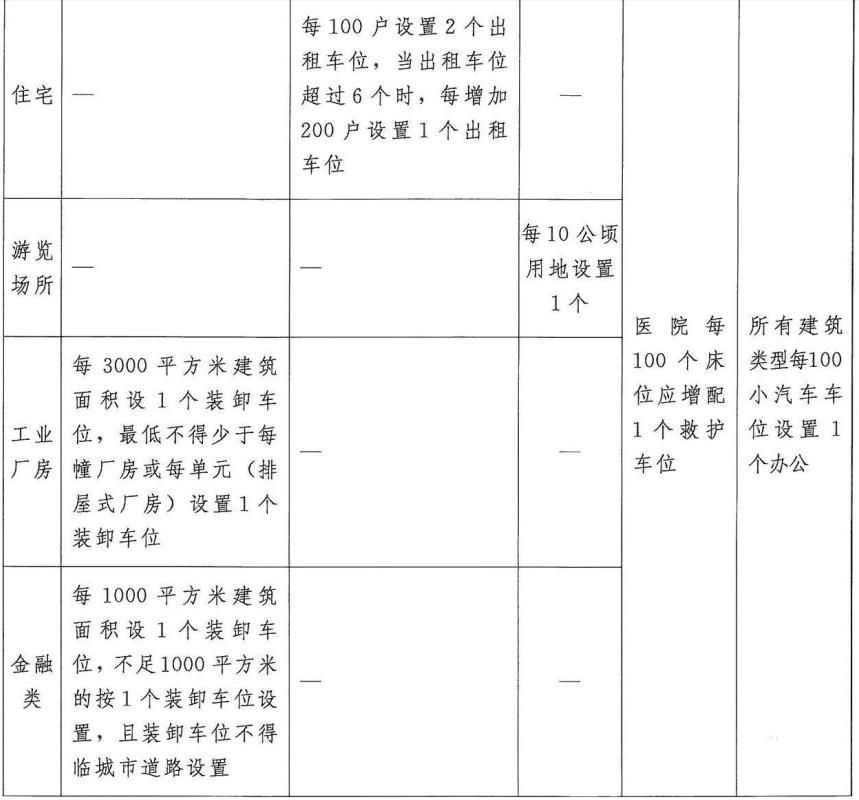 住宅
—
每100户设置2个出
租车位，当出租车位
超过6个时，每增加
200户设置1个出租
车位
—
游览
场所
—
—
每10公顷
用地设置
1个
工业
厂房
每3000平方米建筑
面积设1个装卸车
位，最低不得少于每
幢厂房或每单元（排
屋式厂房）设置1个
装卸车位
—
—
金融
类
每1000平方米建筑
面积设1个装卸车
位，不足1000平方米
的按1个装卸车位设
置，且装卸车位不得
临城市道路设置
—
—
医院每
100个床
位应增配
1个救护
车位
所有建筑
类型每100
小汽车车
位设置1
个办公